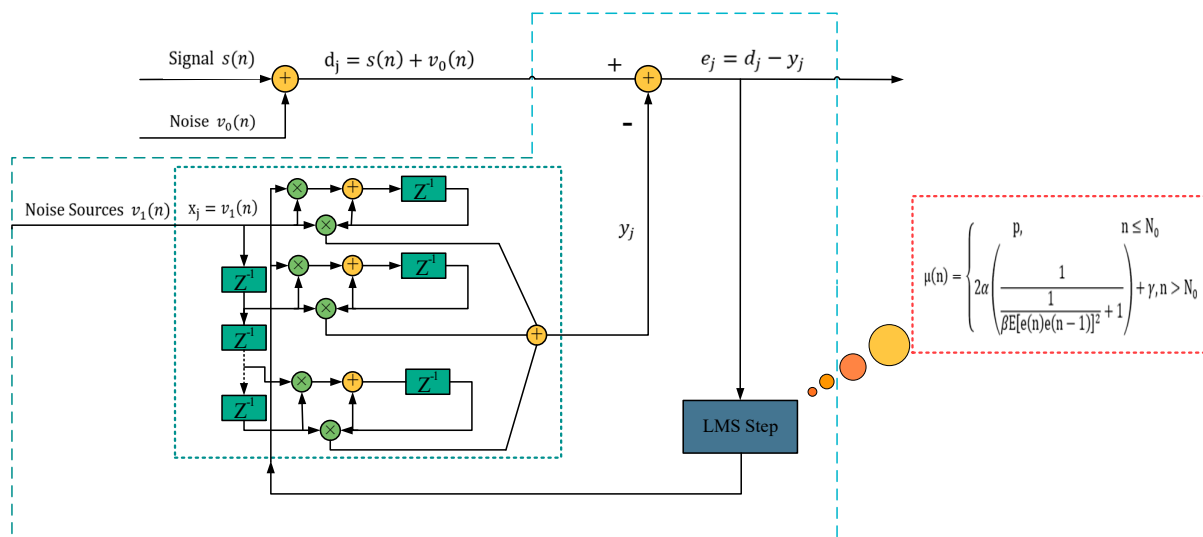 Signal s(n)
d_j = s(n) + v_0(n)
+
e_j = d_j − y_j
+
+
-
Noise v_0(n)
Noise Sources v_1(n)
x_j = v_1(n)
×
+
Z^-1
×
y_j
Z^-1
×
+
Z^-1
×
Z^-1
+
×
+
Z^-1
Z^-1
×
LMS Step
p, n ≤ N_0
μ(n) = { 2α ( 1 / ( 1 / βE[e(n)e(n−1)]^2 + 1 ) ) + γ, n > N_0